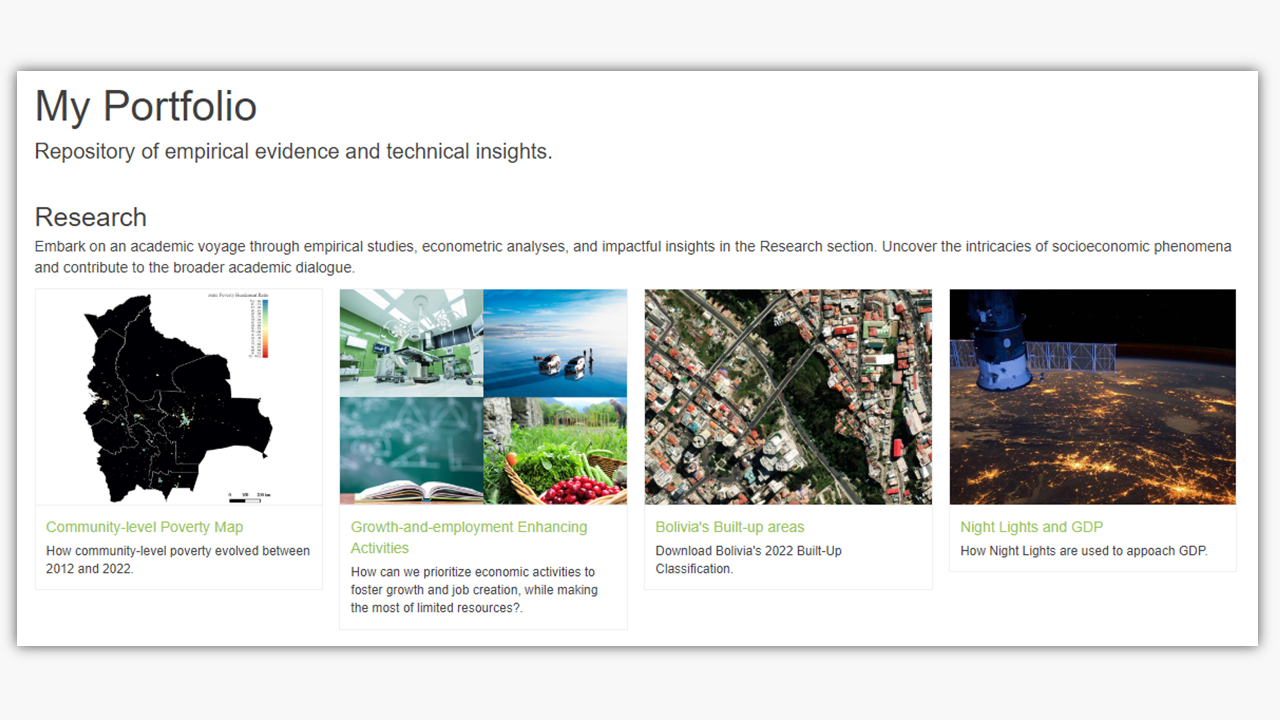 My Portfolio
Repository of empirical evidence and technical insights.
Research
Embark on an academic voyage through empirical studies, econometric analyses, and impactful insights in the Research section. Uncover the intricacies of socioeconomic phenomena
and contribute to the broader academic dialogue.
Poverty Headcount Ratio
0 100 200 km
Community-level Poverty Map
How community-level poverty evolved between
2012 and 2022.
Growth-and-employment Enhancing
Activities
How can we prioritize economic activities to
foster growth and job creation, while making
the most of limited resources?.
Bolivia's Built-up areas
Download Bolivia's 2022 Built-Up
Classification.
Night Lights and GDP
How Night Lights are used to appoach GDP.